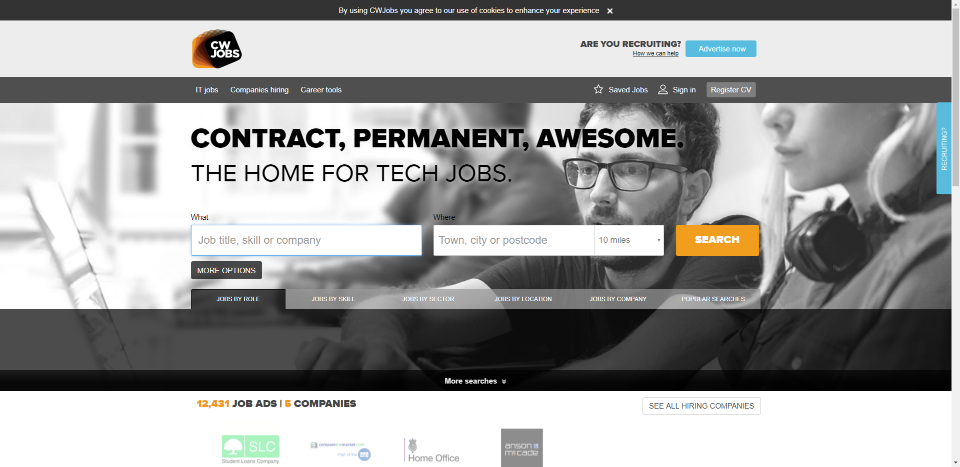 By using CWJobs you agree to our use of cookies to enhance your experience ×
CW
JOBS
ARE YOU RECRUITING?
How we can help
Advertise now
IT jobs
Companies hiring
Career tools
Saved Jobs
Sign in
Register CV
RECRUITING?
CONTRACT, PERMANENT, AWESOME.
THE HOME FOR TECH JOBS.
What
Where
Job title, skill or company
Town, city or postcode
10 miles
SEARCH
MORE OPTIONS
JOBS BY ROLE
JOBS BY SKILL
JOBS BY SECTOR
JOBS BY LOCATION
JOBS BY COMPANY
POPULAR SEARCHES
More searches
12,431 JOB ADS | 5 COMPANIES
SEE ALL HIRING COMPANIES
SLC
Student Loans Company
comparethemarket.com
Home Office
anson
mccade